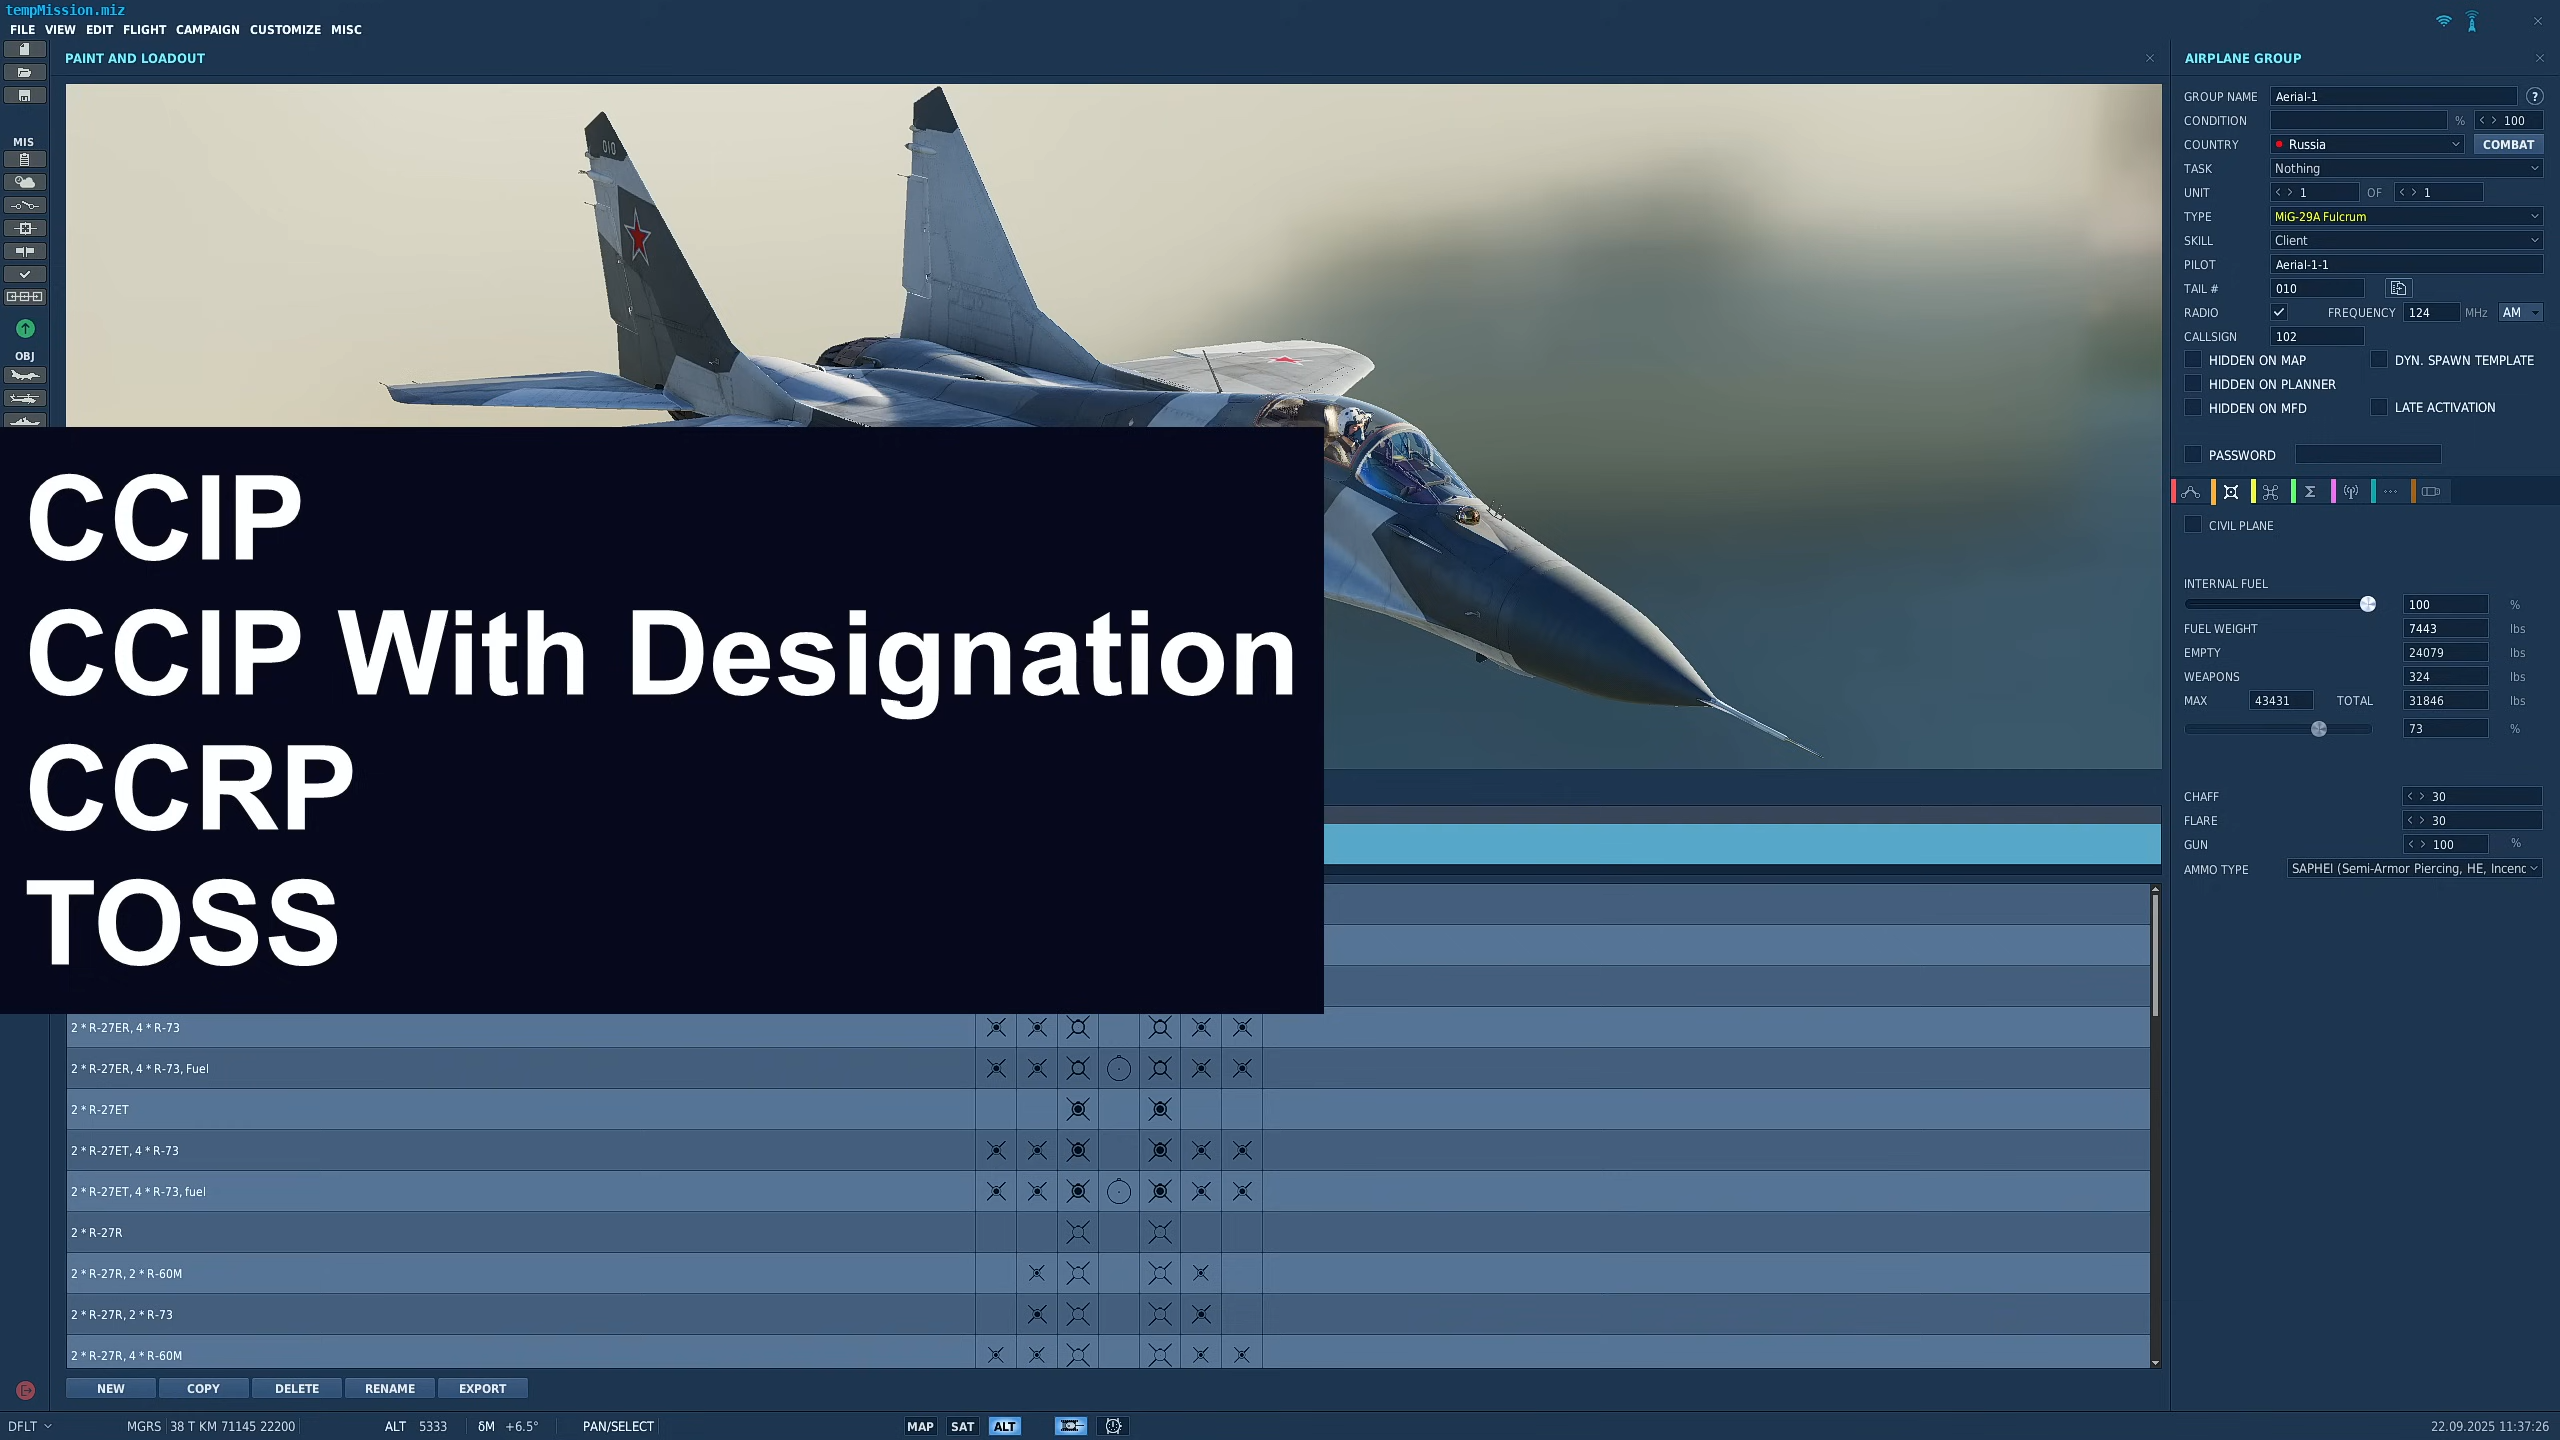 tempMission.miz
FILE VIEW EDIT FLIGHT CAMPAIGN CUSTOMIZE MISC
PAINT AND LOADOUT
010
CCIP
CCIP With Designation
CCRP
TOSS
MIS
OBJ
2 * R-27ER, 4 * R-73
2 * R-27ER, 4 * R-73, Fuel
2 * R-27ET
2 * R-27ET, 4 * R-73
2 * R-27ET, 4 * R-73, fuel
2 * R-27R
2 * R-27R, 2 * R-60M
2 * R-27R, 2 * R-73
2 * R-27R, 4 * R-60M
NEW COPY DELETE RENAME EXPORT
AIRPLANE GROUP
GROUP NAME Aerial-1 ?
CONDITION % < > 100
COUNTRY Russia COMBAT
TASK Nothing
UNIT < > 1 OF < > 1
TYPE MiG-29A Fulcrum
SKILL Client
PILOT Aerial-1-1
TAIL # 010
RADIO FREQUENCY 124 MHz AM
CALLSIGN 102
HIDDEN ON MAP DYN. SPAWN TEMPLATE
HIDDEN ON PLANNER
HIDDEN ON MFD LATE ACTIVATION
PASSWORD
Σ
CIVIL PLANE
INTERNAL FUEL
100 %
FUEL WEIGHT 7443 lbs
EMPTY 24079 lbs
WEAPONS 324 lbs
MAX 43431 TOTAL 31846 lbs
73 %
CHAFF < > 30
FLARE < > 30
GUN < > 100 %
AMMO TYPE SAPHEI (Semi-Armor Piercing, HE, Incenc
DFLT MGRS 38 T KM 71145 22200 ALT 5333 δM +6.5° PAN/SELECT MAP SAT ALT 22.09.2025 11:37:26